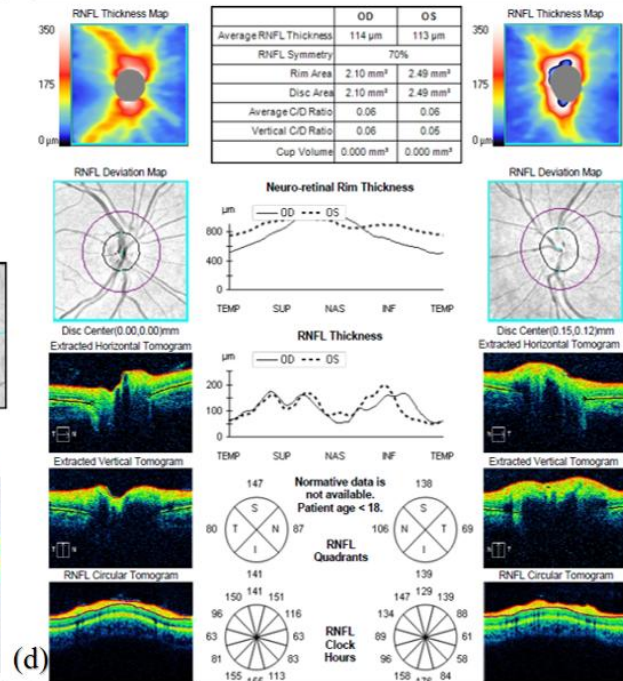 RNFL Thickness Map
RNFL Thickness Map
350
175
0 µm
OD OS
Average RNFL Thickness 114 µm 113 µm
RNFL Symmetry 70%
Rim Area 2.10 mm² 2.49 mm²
Disc Area 2.10 mm² 2.49 mm²
Average C/D Ratio 0.06 0.06
Vertical C/D Ratio 0.06 0.05
Cup Volume 0.000 mm³ 0.000 mm³
350
175
0 µm
RNFL Deviation Map
Neuro-retinal Rim Thickness
RNFL Deviation Map
µm
OD OS
800
400
0
TEMP SUP NAS INF TEMP
Disc Center(0.00,0.00)mm
Disc Center(0.15,0.12)mm
Extracted Horizontal Tomogram
RNFL Thickness
Extracted Horizontal Tomogram
µm
OD OS
200
100
0
TEMP SUP NAS INF TEMP
T N
N T
Extracted Vertical Tomogram
Extracted Vertical Tomogram
Normative data is
not available.
Patient age < 18.
147
S
80 T N 87
I
141
138
S
106 N T 69
I
139
RNFL
Quadrants
RNFL Circular Tomogram
RNFL Circular Tomogram
141
150 151
96 116
63 63
81 83
155 113
129
147 139
134 88
89 61
96 58
158 84
RNFL
Clock
Hours
(d)